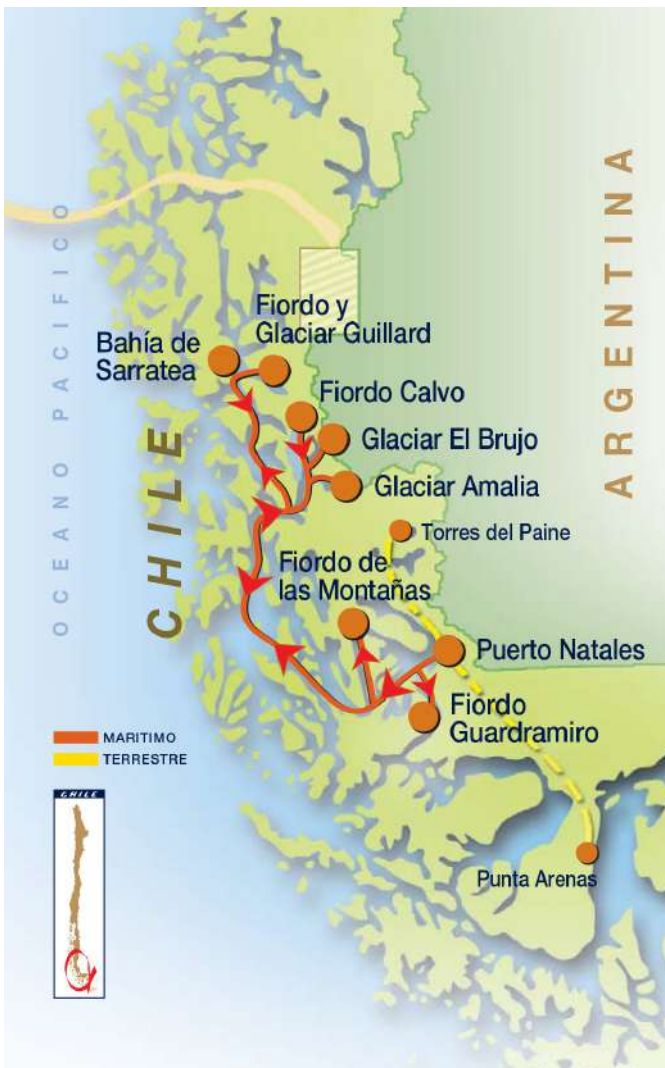 OCEANO PACIFICO
CHILE
ARGENTINA
Fiordo y
Glaciar Guillard
Bahía de
Sarratea
Fiordo Calvo
Glaciar El Brujo
Glaciar Amalia
Torres del Paine
Fiordo de
las Montañas
Puerto Natales
Fiordo
Guardramiro
MARITIMO
TERRESTRE
CHILE
Punta Arenas